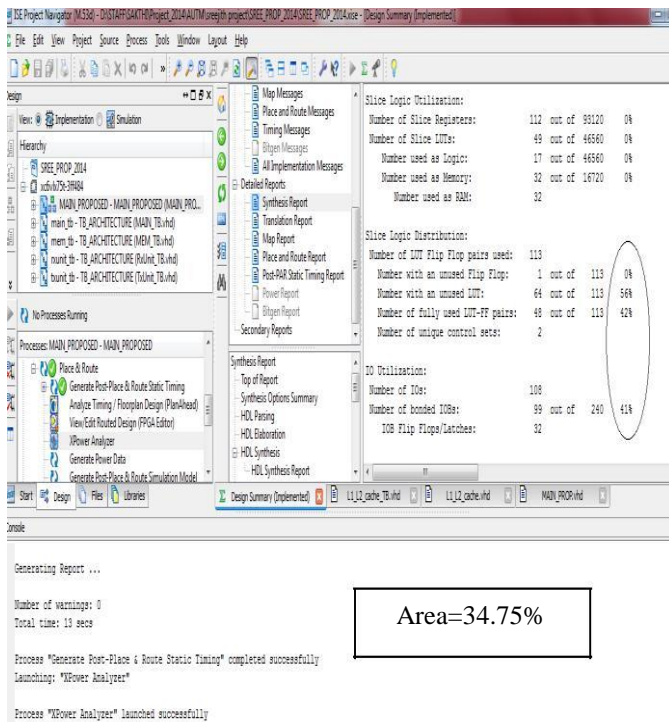 ISE Project Navigator (M.53d) - D:\STAFF\SAKTHI\Project_2014\AUTM\sreejith project\SREE_PROP_2014\SREE_PROP_2014.xise - [Design Summary (Implemented)]
File Edit View Project Source Process Tools Window Layout Help
Design
View: Implementation Simulation
Hierarchy
SREE_PROP_2014
MAIN_PROPOSED - MAIN_PROPOSED (MAIN_PRO...
main_tb - TB_ARCHITECTURE (MAIN_TB.vhd)
mem_tb - TB_ARCHITECTURE (MEM_TB.vhd)
rxunit_tb - TB_ARCHITECTURE (RxUnit_TB.vhd)
txunit_tb - TB_ARCHITECTURE (TxUnit_TB.vhd)
No Processes Running
Processes: MAIN_PROPOSED - MAIN_PROPOSED
Place & Route
Generate Post-Place & Route Static Timing
Analyze Timing / Floorplan Design (PlanAhead)
View/Edit Routed Design (FPGA Editor)
XPower Analyzer
Generate Power Data
Generate Post-Place & Route Simulation Model
Start Design Files Libraries
Map Messages
Place and Route Messages
Timing Messages
Bitgen Messages
All Implementation Messages
Detailed Reports
Synthesis Report
Translation Report
Map Report
Place and Route Report
Post-PAR Static Timing Report
Power Report
Bitgen Report
Secondary Reports
Synthesis Report
Top of Report
Synthesis Options Summary
HDL Parsing
HDL Elaboration
HDL Synthesis
HDL Synthesis Report
Slice Logic Utilization:
Number of Slice Registers: 112 out of 93120 0%
Number of Slice LUTs: 49 out of 46560 0%
Number used as Logic: 17 out of 46560 0%
Number used as Memory: 32 out of 16720 0%
Number used as RAM: 32
Slice Logic Distribution:
Number of LUT Flip Flop pairs used: 113
Number with an unused Flip Flop: 1 out of 113 0%
Number with an unused LUT: 64 out of 113 56%
Number of fully used LUT-FF pairs: 48 out of 113 42%
Number of unique control sets: 2
IO Utilization:
Number of IOs: 108
Number of bonded IOBs: 99 out of 240 41%
IOB Flip Flops/Latches: 32
Design Summary (Implemented) L1_L2_cache_TB.vhd L1_L2_cache.vhd MAIN_PROP.vhd
Console
Generating Report ...
Number of warnings: 0
Total time: 13 secs
Process "Generate Post-Place & Route Static Timing" completed successfully
Launching: "XPower Analyzer"
Process "XPower Analyzer" launched successfully
Area=34.75%